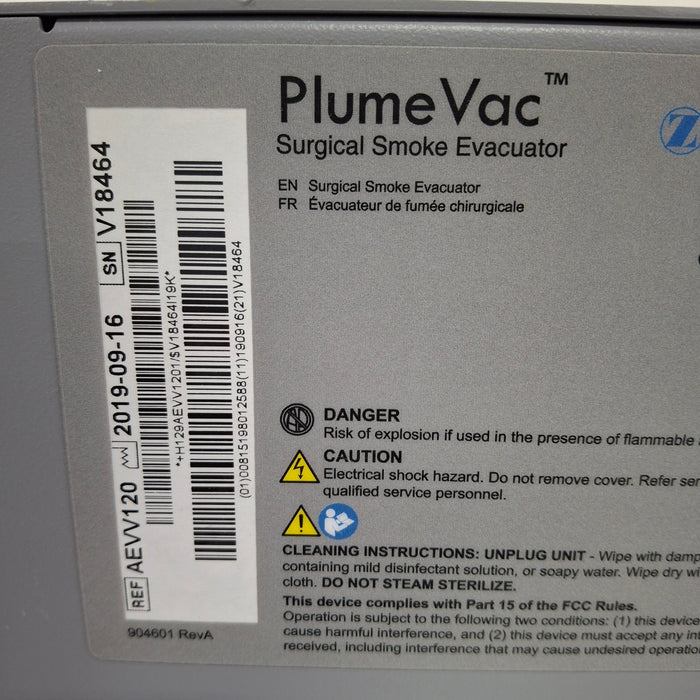 PlumeVac™
Surgical Smoke Evacuator
EN Surgical Smoke Evacuator
FR Évacuateur de fumée chirurgicale
Z
REF AEVV120 2019-09-16 SN V18464
*+H129AEVV1201/$V18464I19K*
(01)00815198012588(11)190916(21)V18464
904601 RevA
DANGER
Risk of explosion if used in the presence of flammable
CAUTION
Electrical shock hazard. Do not remove cover. Refer ser
qualified service personnel.
CLEANING INSTRUCTIONS: UNPLUG UNIT - Wipe with damp
containing mild disinfectant solution, or soapy water. Wipe dry wi
cloth. DO NOT STEAM STERILIZE.
This device complies with Part 15 of the FCC Rules.
Operation is subject to the following two conditions: (1) this device
cause harmful interference, and (2) this device must accept any int
received, including interference that may cause undesired operatio